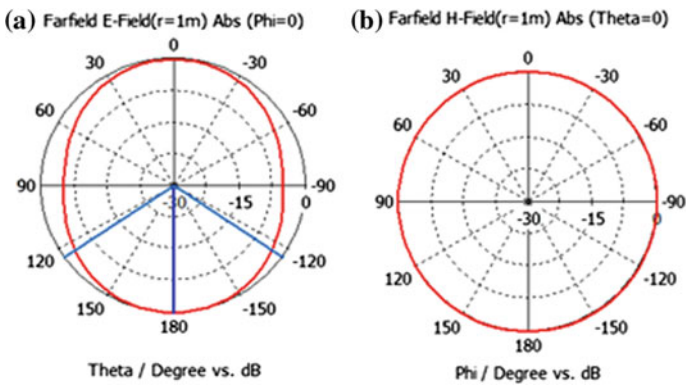 (a) Farfield E-Field(r=1m) Abs (Phi=0)
0
30 -30
60 -60
90 -30 -15 0 -90
120 -120
150 -150
180
Theta / Degree vs. dB
(b) Farfield H-Field(r=1m) Abs (Theta=0)
0
30 -30
60 -60
90 -30 -15 0 -90
120 -120
150 -150
180
Phi / Degree vs. dB